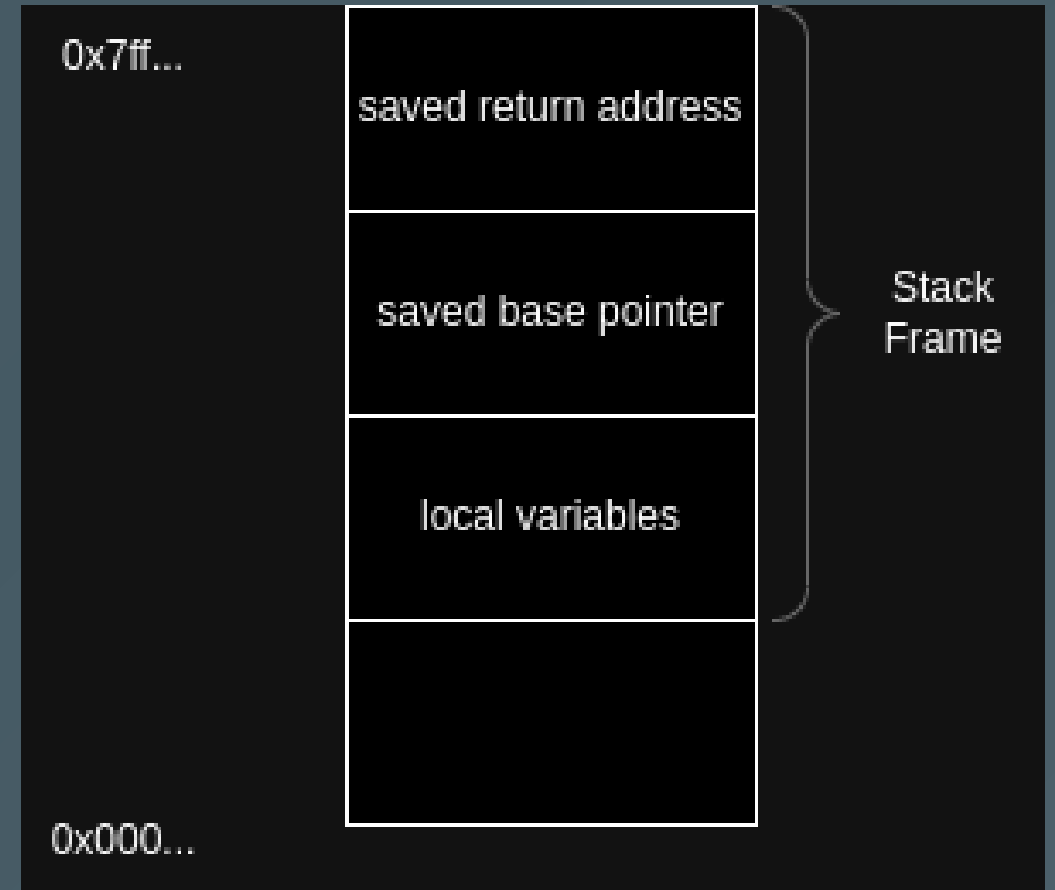 0x7ff...
saved return address
saved base pointer
Stack
Frame
local variables
0x000...